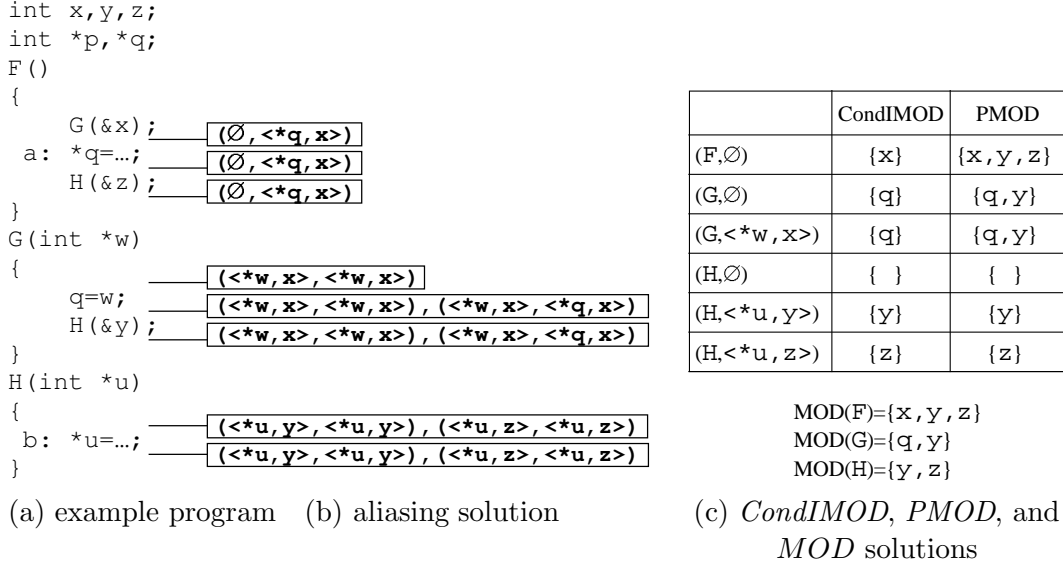 int x,y,z;
int *p,*q;
F()
{
G(&x);
(∅,<*q,x>)
a: *q=…;
(∅,<*q,x>)
H(&z);
(∅,<*q,x>)
}
G(int *w)
{
(<*w,x>,<*w,x>)
q=w;
(<*w,x>,<*w,x>),(<*w,x>,<*q,x>)
H(&y);
(<*w,x>,<*w,x>),(<*w,x>,<*q,x>)
}
H(int *u)
{
(<*u,y>,<*u,y>),(<*u,z>,<*u,z>)
b: *u=…;
(<*u,y>,<*u,y>),(<*u,z>,<*u,z>)
}
(a) example program (b) aliasing solution
CondIMOD PMOD
(F,∅) {x} {x,y,z}
(G,∅) {q} {q,y}
(G,<*w,x>) {q} {q,y}
(H,∅) { } { }
(H,<*u,y>) {y} {y}
(H,<*u,z>) {z} {z}
MOD(F)={x,y,z}
MOD(G)={q,y}
MOD(H)={y,z}
(c) CondIMOD, PMOD, and
MOD solutions